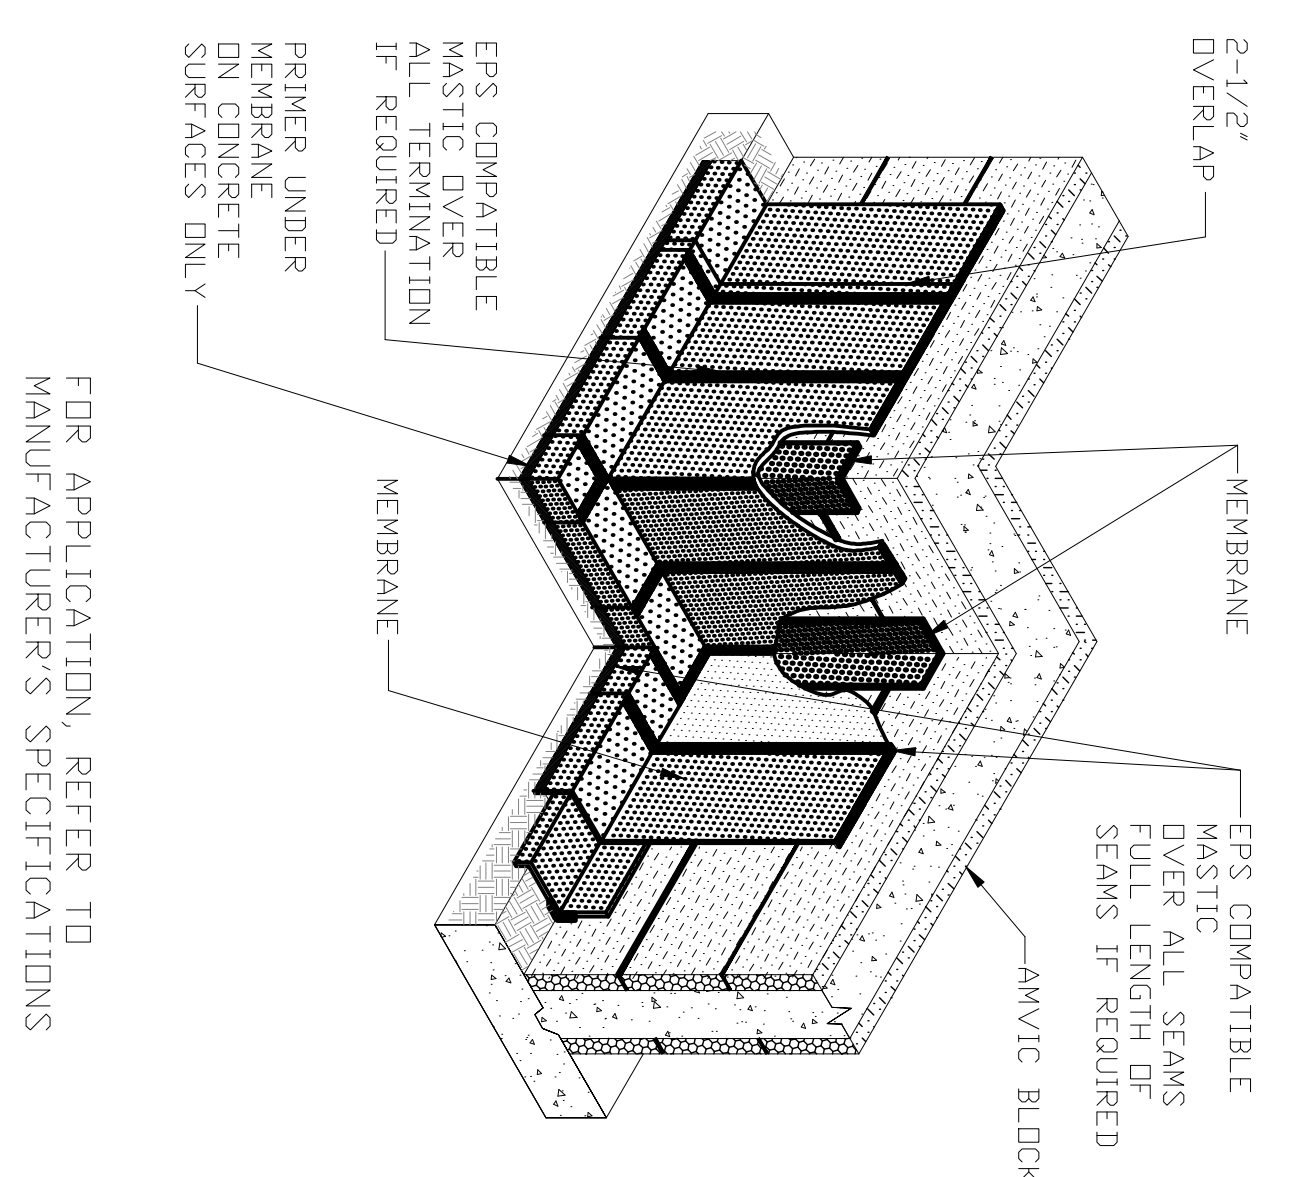 2-1/2"
OVERLAP
MEMBRANE
EPS COMPATIBLE
MASTIC
OVER ALL SEAMS
FULL LENGTH OF
SEAMS IF REQUIRED
AMVIC BLOCK
EPS COMPATIBLE
MASTIC OVER
ALL TERMINATION
IF REQUIRED
MEMBRANE
PRIMER UNDER
MEMBRANE
ON CONCRETE
SURFACES ONLY
FOR APPLICATION, REFER TO
MANUFACTURER'S SPECIFICATIONS